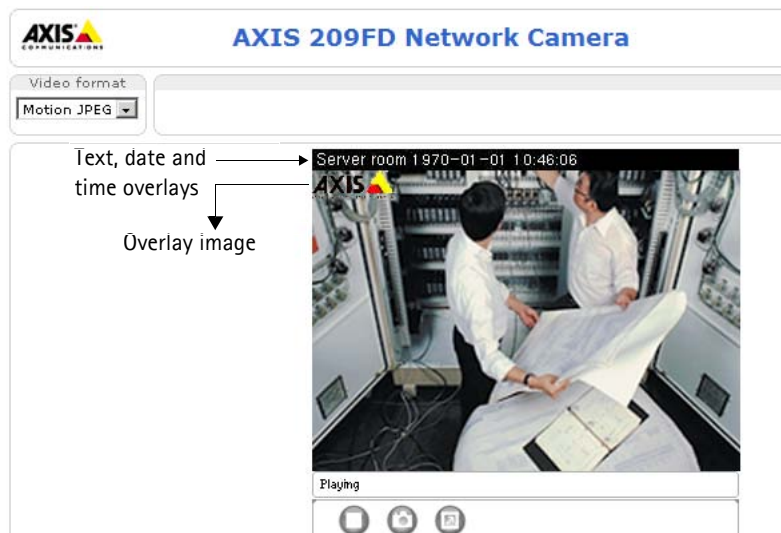 AXIS
COMMUNICATIONS
AXIS 209FD Network Camera
Video format
Motion JPEG
Text, date and
time overlays
Overlay image
Server room 1970-01-01 10:46:06
AXIS
Playing